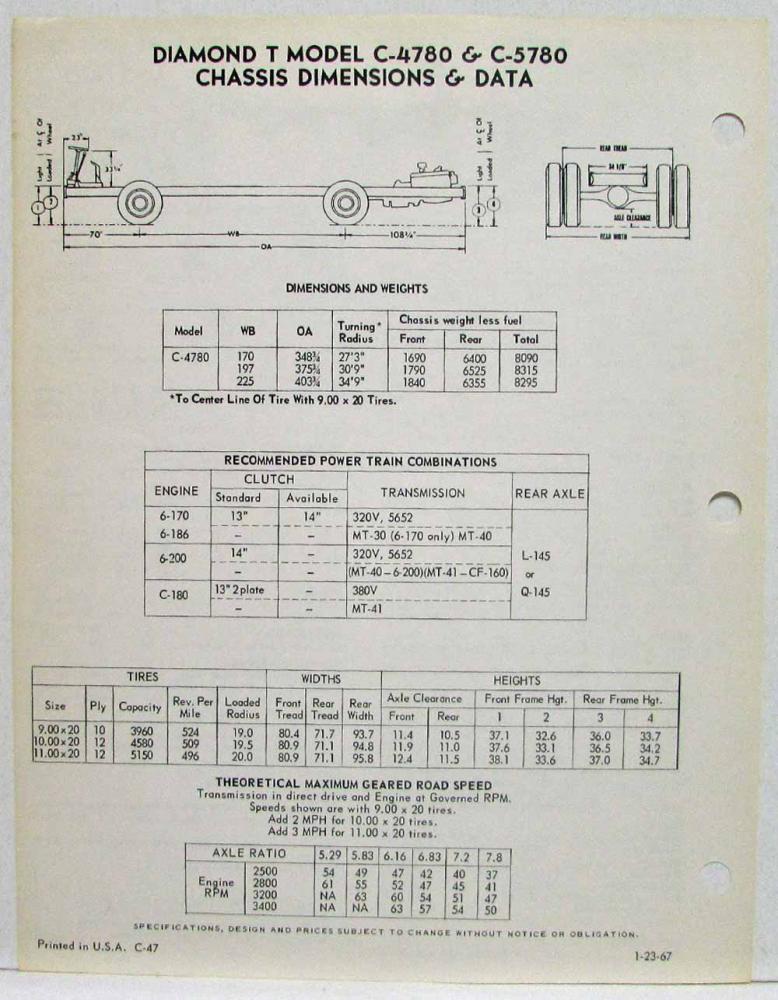 DIAMOND T MODEL C-4780 & C-5780
CHASSIS DIMENSIONS & DATA
Light At ℄ Of
Loaded Wheel
Light At ℄ Of
Loaded Wheel
23"
33¼"
1 2
3 4
70" WB 108¾"
OA
REAR TREAD
34 1/8"
AXLE CLEARANCE
REAR WIDTH
DIMENSIONS AND WEIGHTS
Model WB OA Turning* Radius Chassis weight less fuel
Front Rear Total
C-4780 170 348¾ 27'3" 1690 6400 8090
197 375¾ 30'9" 1790 6525 8315
225 403¾ 34'9" 1840 6355 8295
*To Center Line Of Tire With 9.00 x 20 Tires.
RECOMMENDED POWER TRAIN COMBINATIONS
ENGINE CLUTCH TRANSMISSION REAR AXLE
Standard Available
6-170 13" 14" 320V, 5652
6-186 - - MT-30 (6-170 only) MT-40
6-200 14" - 320V, 5652 L-145
- - (MT-40-6-200)(MT-41-CF-160) or
C-180 13" 2 plate - 380V Q-145
- - MT-41
TIRES WIDTHS HEIGHTS
Size Ply Capacity Rev. Per Mile Loaded Radius Front Tread Rear Tread Rear Width Axle Clearance Front Frame Hgt. Rear Frame Hgt.
Front Rear 1 2 3 4
9.00x20 10 3960 524 19.0 80.4 71.7 93.7 11.4 10.5 37.1 32.6 36.0 33.7
10.00x20 12 4580 509 19.5 80.9 71.1 94.8 11.9 11.0 37.6 33.1 36.5 34.2
11.00x20 12 5150 496 20.0 80.9 71.1 95.8 12.4 11.5 38.1 33.6 37.0 34.7
THEORETICAL MAXIMUM GEARED ROAD SPEED
Transmission in direct drive and Engine at Governed RPM.
Speeds shown are with 9.00 x 20 tires.
Add 2 MPH for 10.00 x 20 tires.
Add 3 MPH for 11.00 x 20 tires.
AXLE RATIO 5.29 5.83 6.16 6.83 7.2 7.8
Engine RPM 2500 54 49 47 42 40 37
2800 61 55 52 47 45 41
3200 NA 63 60 54 51 47
3400 NA NA 63 57 54 50
SPECIFICATIONS, DESIGN AND PRICES SUBJECT TO CHANGE WITHOUT NOTICE OR OBLIGATION.
Printed in U.S.A. C-47
1-23-67